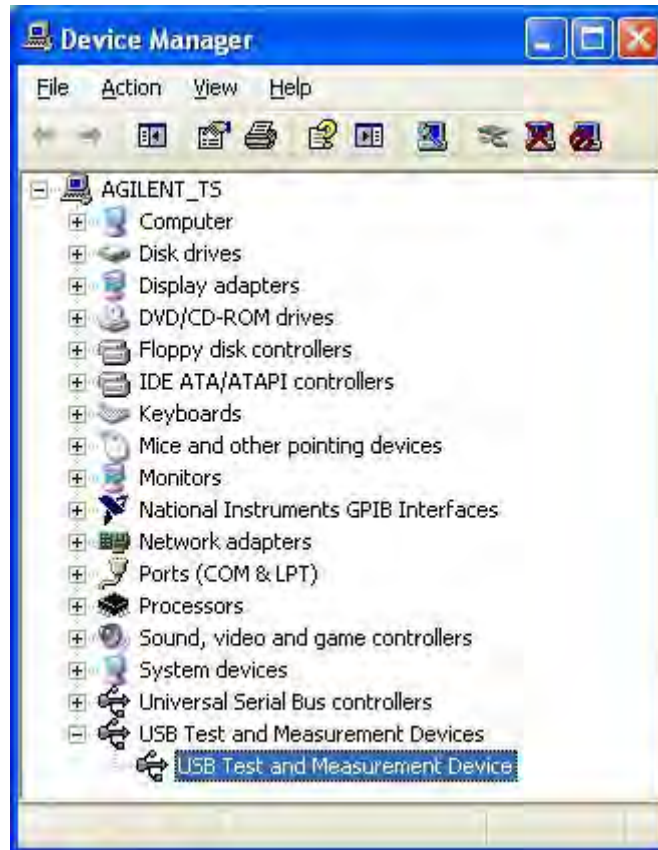 Device Manager
File Action View Help
AGILENT_TS
Computer
Disk drives
Display adapters
DVD/CD-ROM drives
Floppy disk controllers
IDE ATA/ATAPI controllers
Keyboards
Mice and other pointing devices
Monitors
National Instruments GPIB Interfaces
Network adapters
Ports (COM & LPT)
Processors
Sound, video and game controllers
System devices
Universal Serial Bus controllers
USB Test and Measurement Devices
USB Test and Measurement Device